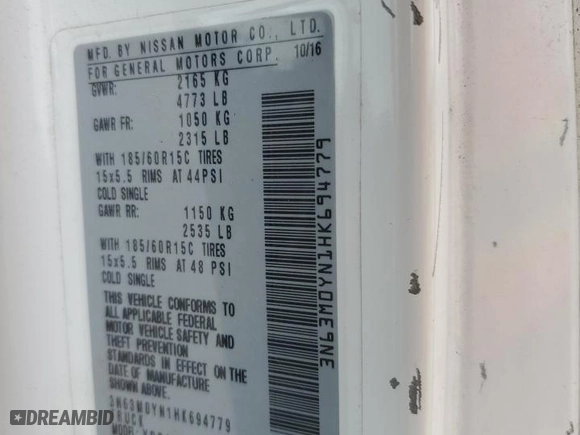 MFD. BY NISSAN MOTOR CO., LTD.
FOR GENERAL MOTORS CORP. 10/16
GVWR: 2165 KG
4773 LB
GAWR FR: 1050 KG
2315 LB
WITH 185/60R15C TIRES
15x5.5 RIMS AT 44PSI
COLD SINGLE
GAWR RR: 1150 KG
2535 LB
WITH 185/60R15C TIRES
15x5.5 RIMS AT 48 PSI
COLD SINGLE
THIS VEHICLE CONFORMS TO
ALL APPLICABLE FEDERAL
MOTOR VEHICLE SAFETY AND
THEFT PREVENTION
STANDARDS IN EFFECT ON THE
DATE OF MANUFACTURE
SHOWN ABOVE.
3N63M0YN1HK694779
TRUCK
3N63M0YN1HK694779
DREAMBID
dreambid.com